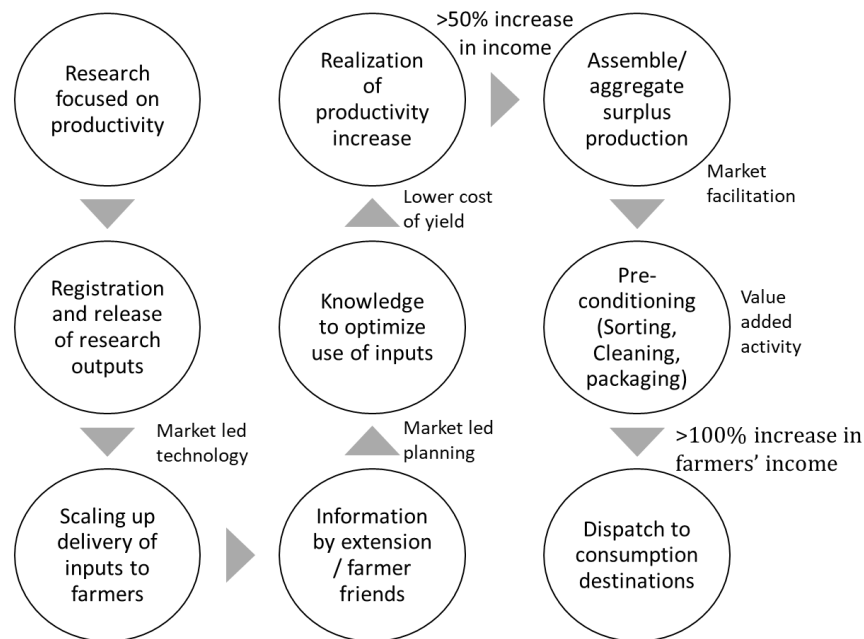 Research
focused on
productivity
Registration
and release
of research
outputs
Market led
technology
Scaling up
delivery of
inputs to
farmers
Information
by extension
/ farmer
friends
Market led
planning
Knowledge
to optimize
use of inputs
Lower cost
of yield
Realization
of
productivity
increase
>50% increase
in income
Assemble/
aggregate
surplus
production
Market
facilitation
Pre-
conditioning
(Sorting,
Cleaning,
packaging)
Value
added
activity
>100% increase in
farmers’ income
Dispatch to
consumption
destinations